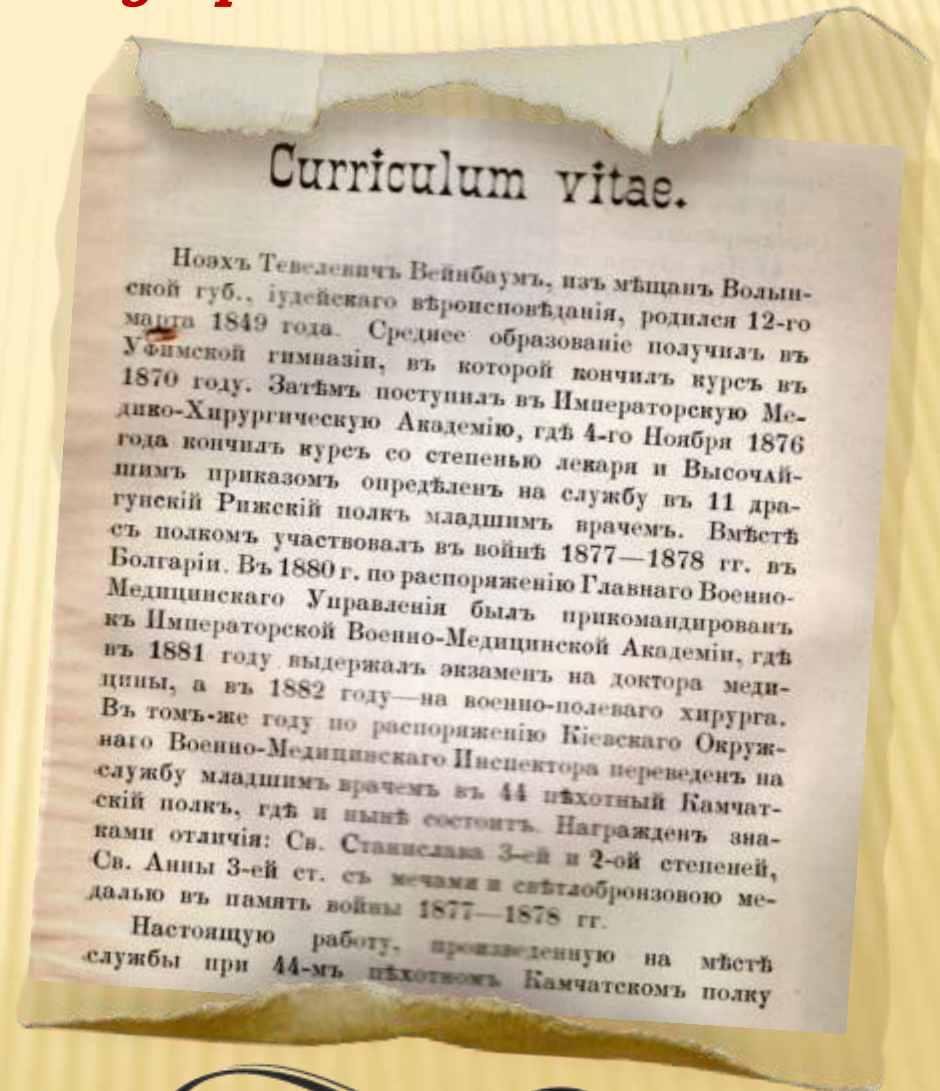 Curriculum vitae.
Ноэхъ Тевелевичъ Вейнбаумъ, изъ мѣщанъ Волын-
ской губ., іудейскаго вѣроисповѣданія, родился 12-го
марта 1849 года. Среднее образованіе получилъ въ
Уфимской гимназіи, въ которой кончилъ курсъ въ
1870 году. Затѣмъ поступилъ въ Императорскую Ме-
дико-Хирургическую Академію, гдѣ 4-го Ноября 1876
года кончилъ курсъ со степенью лекаря и Высочай-
шимъ приказомъ опредѣленъ на службу въ 11 дра-
гунскій Рижскій полкъ младшимъ врачемъ. Вмѣстѣ
съ полкомъ участвовалъ въ войнѣ 1877—1878 гг. въ
Болгаріи. Въ 1880 г. по распоряженію Главнаго Военно-
Медицинскаго Управленія былъ прикомандированъ
къ Императорской Военно-Медицинской Академіи, гдѣ
въ 1881 году выдержалъ экзаменъ на доктора меди-
цины, а въ 1882 году—на военно-полеваго хирурга.
Въ томъ-же году по распоряженію Кіевскаго Окруж-
наго Военно-Медицинскаго Инспектора переведенъ на
службу младшимъ врачемъ въ 44 пѣхотный Камчат-
скій полкъ, гдѣ и нынѣ состоитъ. Награжденъ зна-
ками отличія: Св. Станислава 3-ей и 2-ой степеней,
Св. Анны 3-ей ст. съ мечами и свѣтлобронзовою ме-
далью въ память войны 1877—1878 гг.
Настоящую работу, произведенную на мѣстѣ
службы при 44-мъ пѣхотномъ Камчатскомъ полку